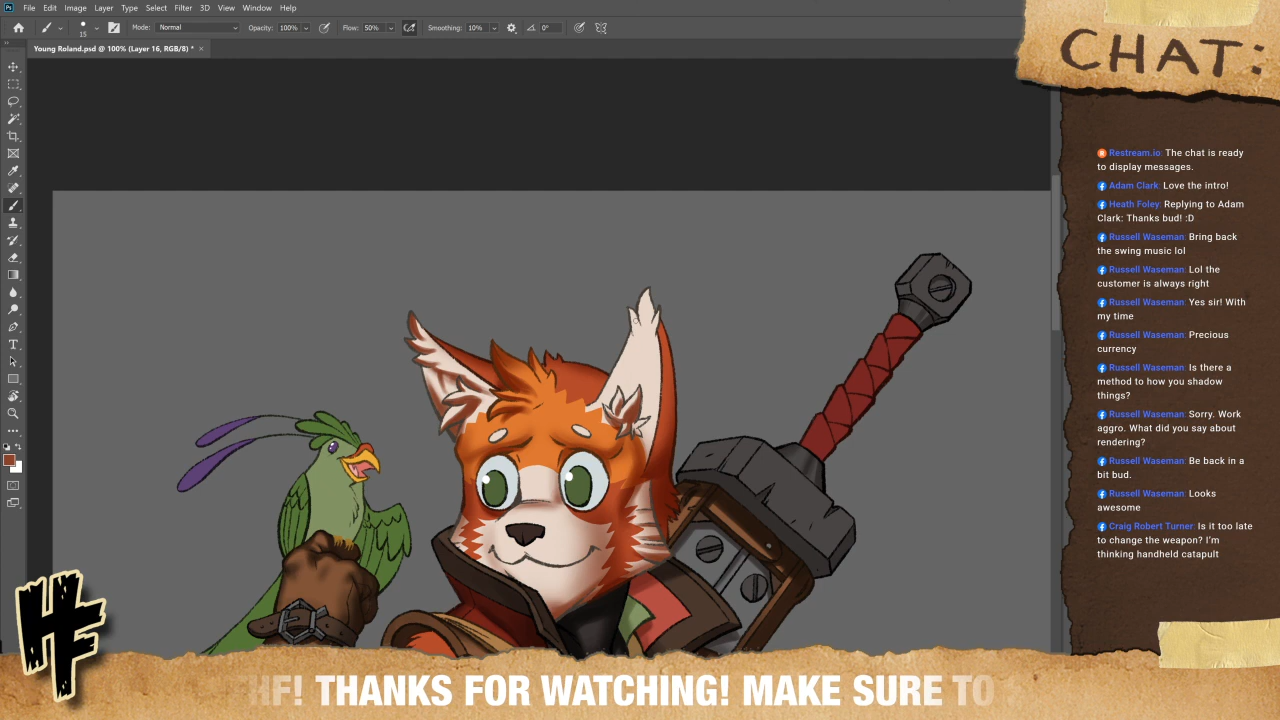 Ps File Edit Image Layer Type Select Filter 3D View Window Help
15 Mode: Normal Opacity: 100% Flow: 50% Smoothing: 10% 0°
Young Roland.psd @ 100% (Layer 16, RGB/8) * ×
CHAT:
Restream.io: The chat is ready
to display messages.
Adam Clark: Love the intro!
Heath Foley: Replying to Adam
Clark: Thanks bud! :D
Russell Waseman: Bring back
the swing music lol
Russell Waseman: Lol the
customer is always right
Russell Waseman: Yes sir! With
my time
Russell Waseman: Precious
currency
Russell Waseman: Is there a
method to how you shadow
things?
Russell Waseman: Sorry. Work
aggro. What did you say about
rendering?
Russell Waseman: Be back in a
bit bud.
Russell Waseman: Looks
awesome
Craig Robert Turner: Is it too late
to change the weapon? I'm
thinking handheld catapult
HF
HF! THANKS FOR WATCHING! MAKE SURE TO